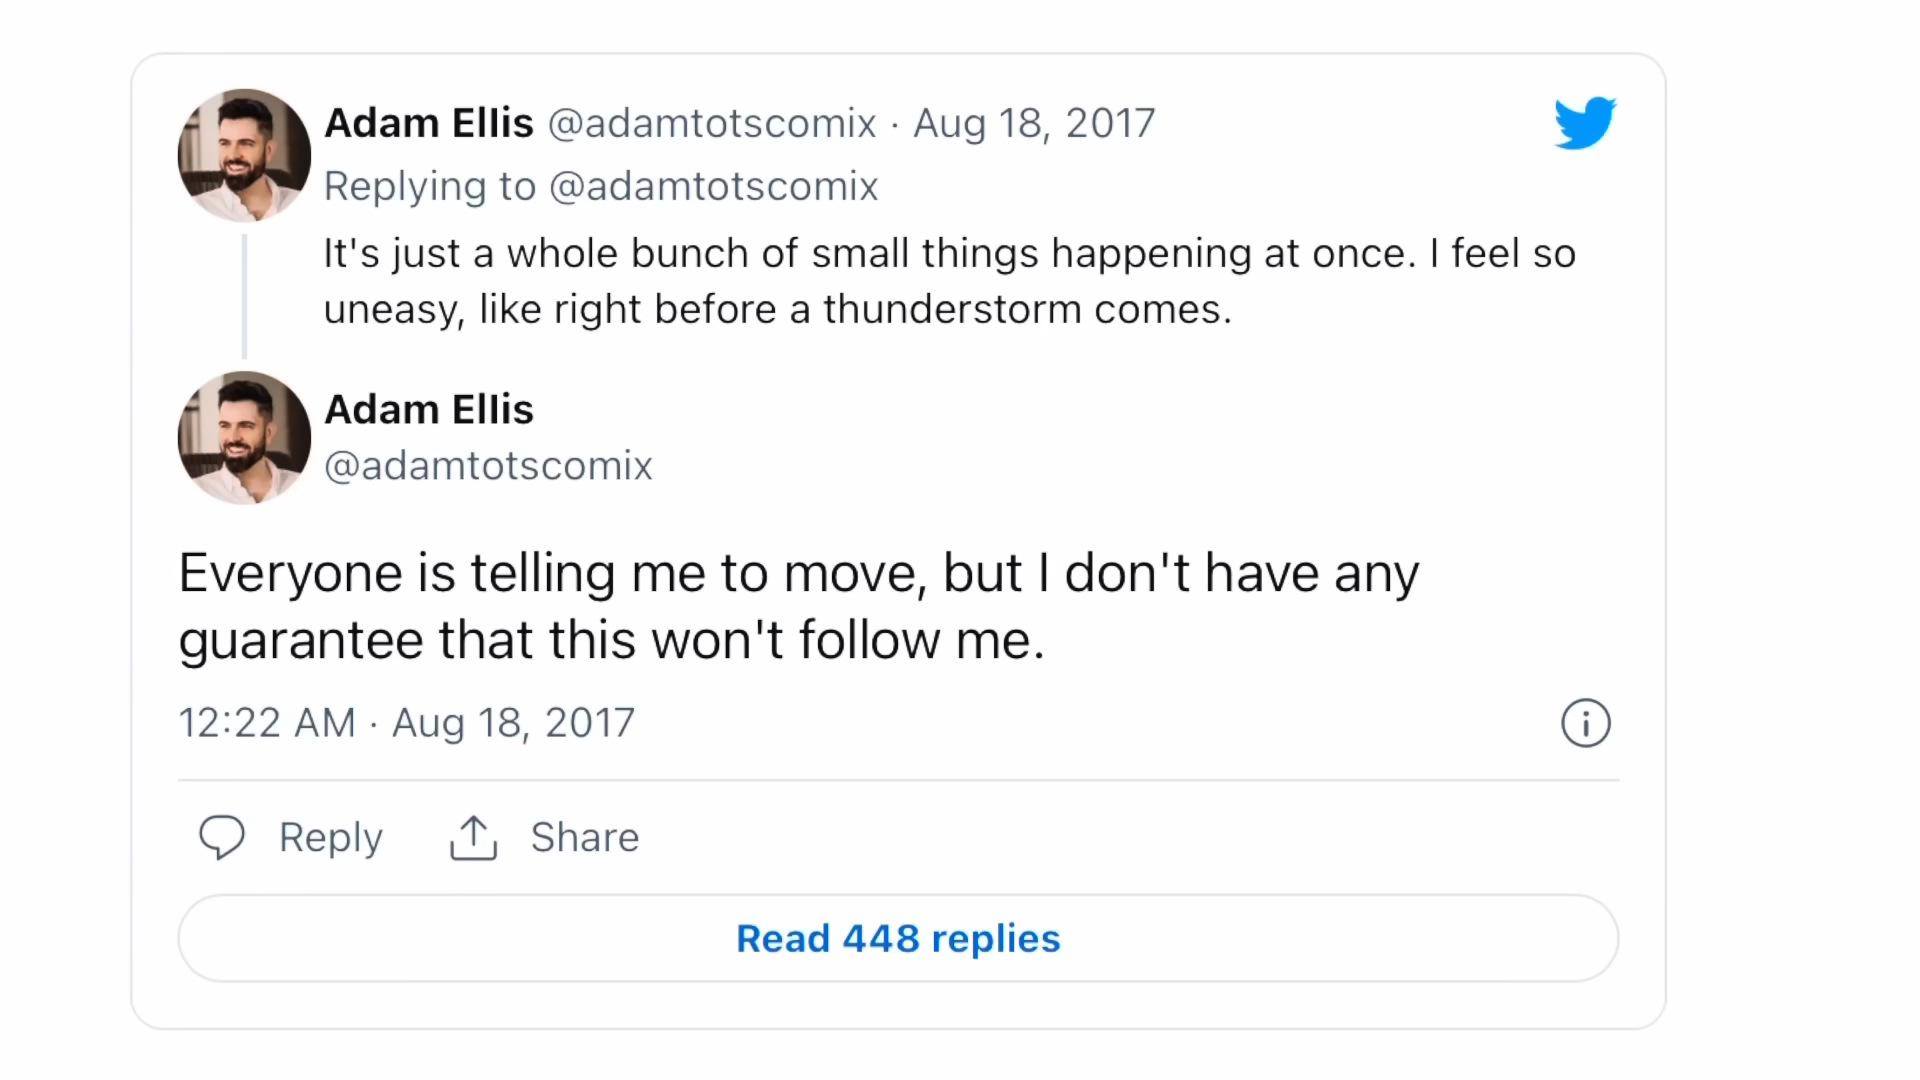 Adam Ellis @adamtotscomix · Aug 18, 2017
Replying to @adamtotscomix
It's just a whole bunch of small things happening at once. I feel so
uneasy, like right before a thunderstorm comes.
Adam Ellis
@adamtotscomix
Everyone is telling me to move, but I don't have any
guarantee that this won't follow me.
12:22 AM · Aug 18, 2017
Reply Share
Read 448 replies